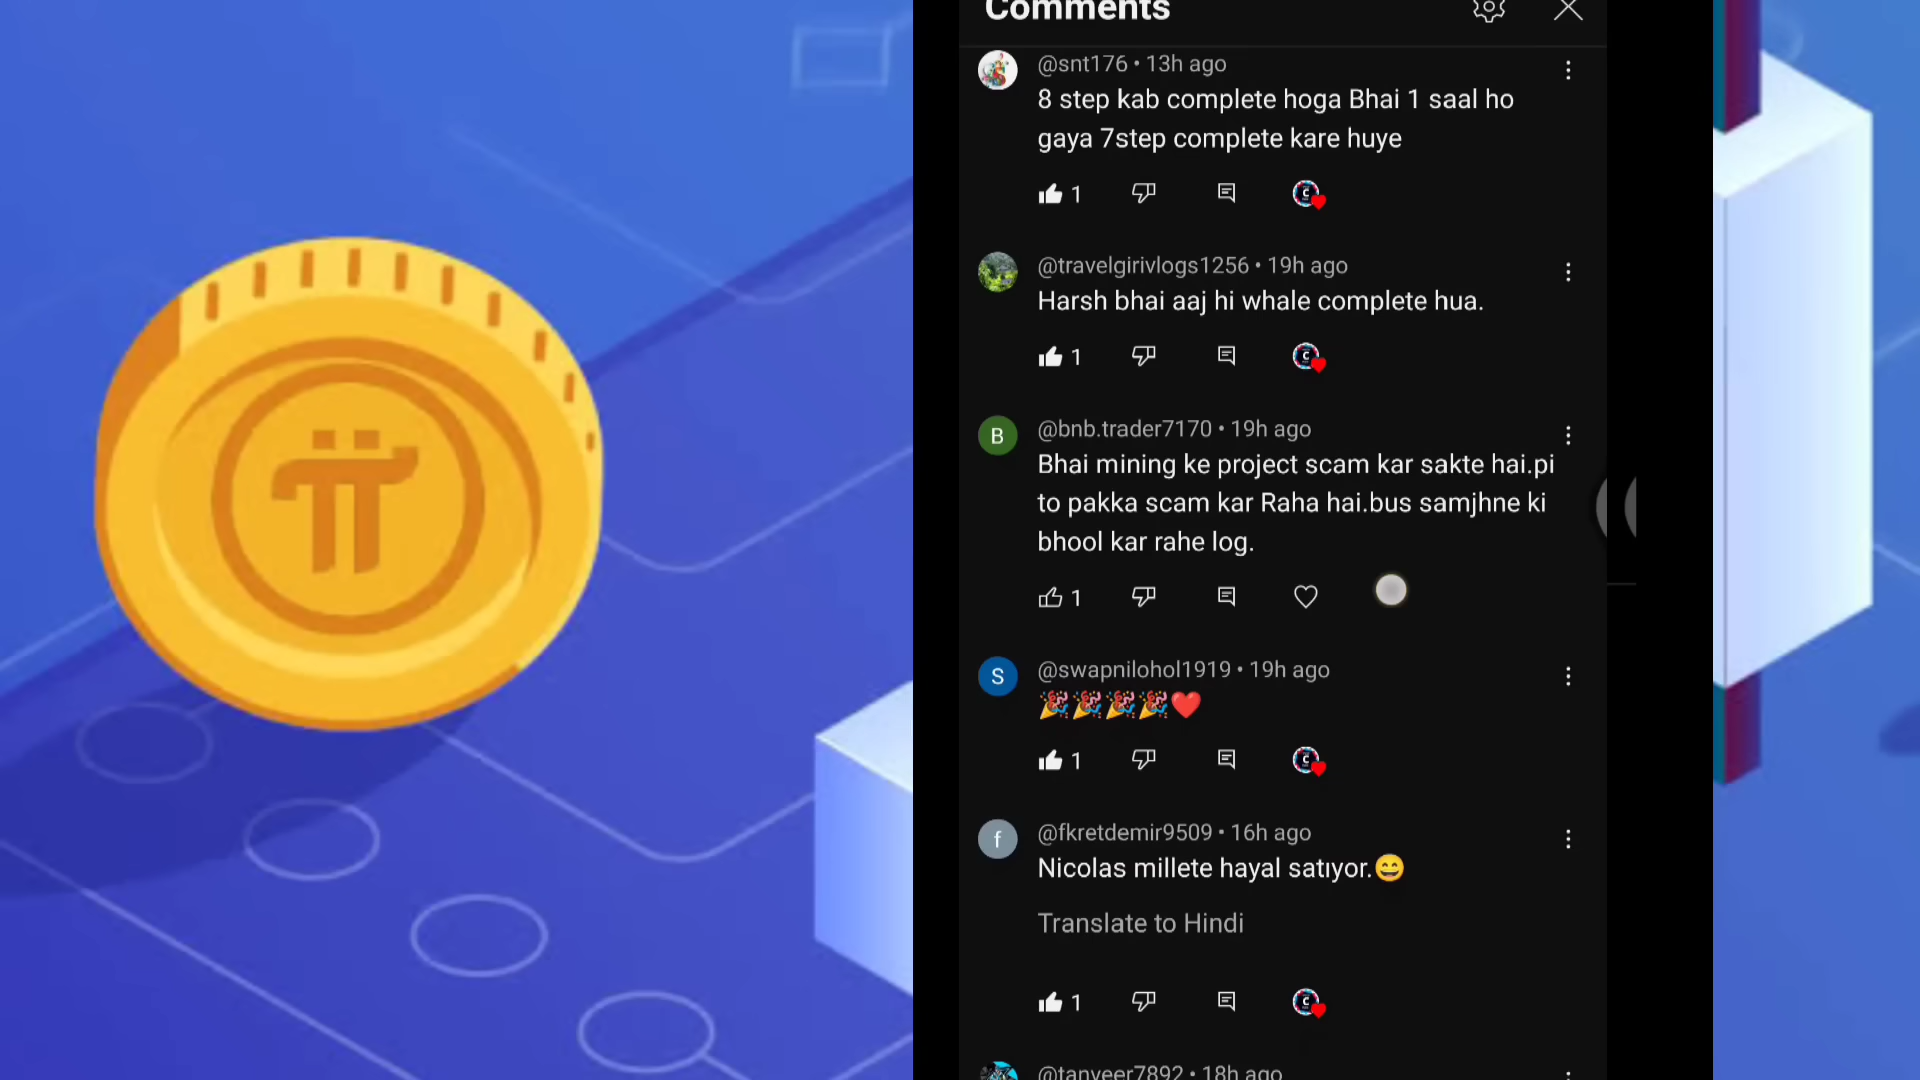 Comments
@snt176 • 13h ago
8 step kab complete hoga Bhai 1 saal ho
gaya 7step complete kare huye
1
@travelgirivlogs1256 • 19h ago
Harsh bhai aaj hi whale complete hua.
1
B
@bnb.trader7170 • 19h ago
Bhai mining ke project scam kar sakte hai.pi
to pakka scam kar Raha hai.bus samjhne ki
bhool kar rahe log.
1
S
@swapnilohol1919 • 19h ago
🎉🎉🎉🎉❤️
1
f
@fkretdemir9509 • 16h ago
Nicolas millete hayal satıyor.😄
Translate to Hindi
1
@tanveer7892 • 18h ago